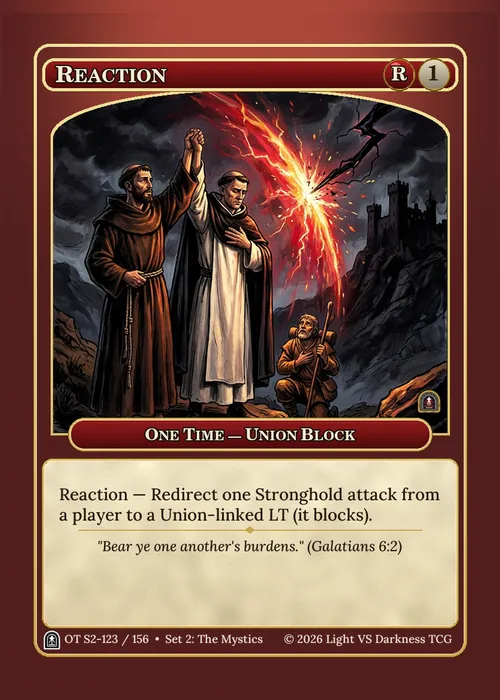 REACTION
R 1
ONE TIME — UNION BLOCK
Reaction — Redirect one Stronghold attack from
a player to a Union-linked LT (it blocks).
"Bear ye one another's burdens." (Galatians 6:2)
OT S2-123 / 156 • Set 2: The Mystics © 2026 Light VS Darkness TCG